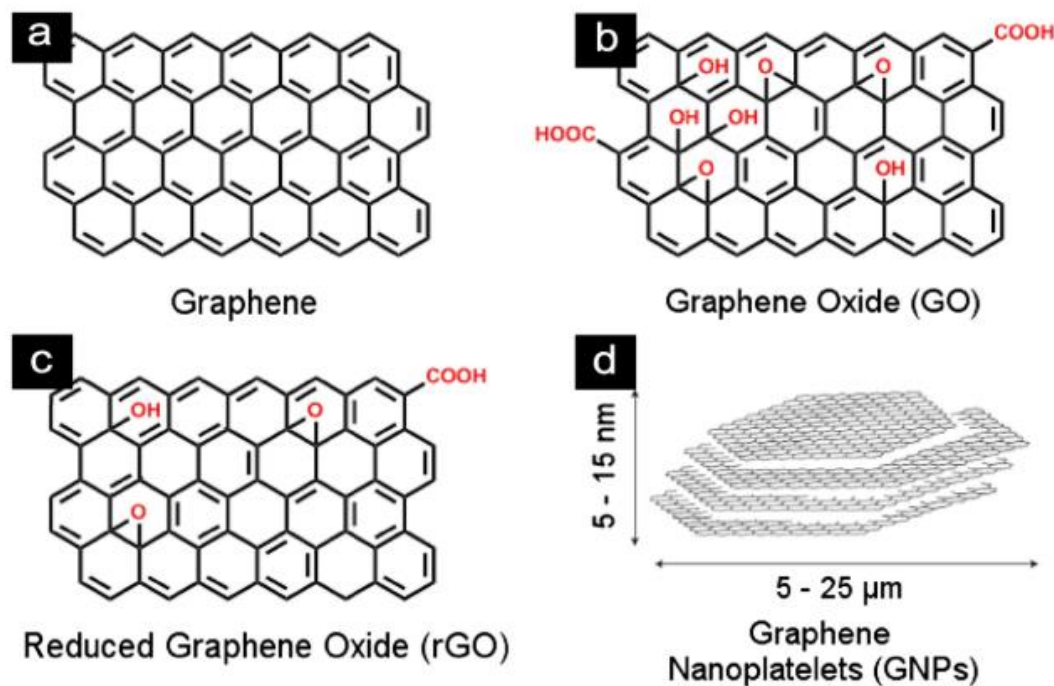 a
OH
O
O
COOH
b
HOOC
OH
OH
O
OH
Graphene
Graphene Oxide (GO)
c
OH
O
COOH
O
d
5 - 15 nm
5 - 25 µm
Reduced Graphene Oxide (rGO)
Graphene
Nanoplatelets (GNPs)